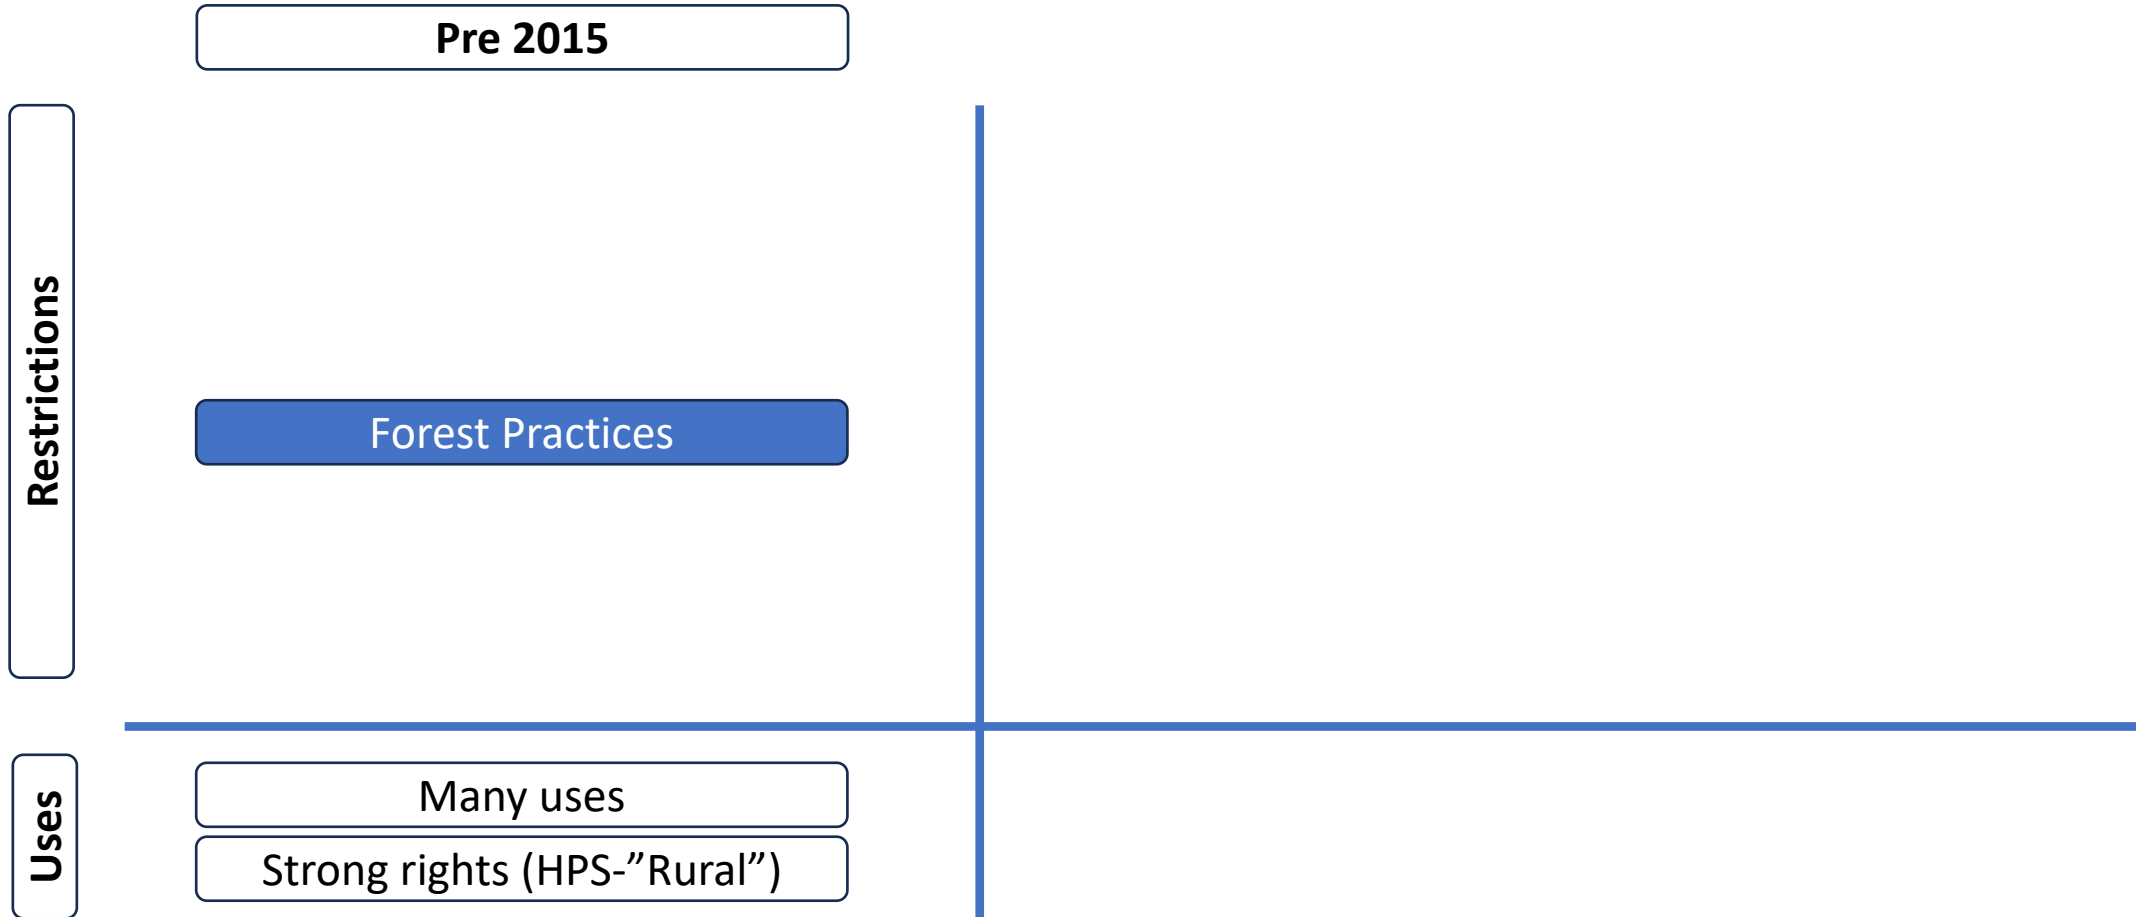 Pre 2015
Restrictions
Forest Practices
Uses
Many uses
Strong rights (HPS-”Rural”)